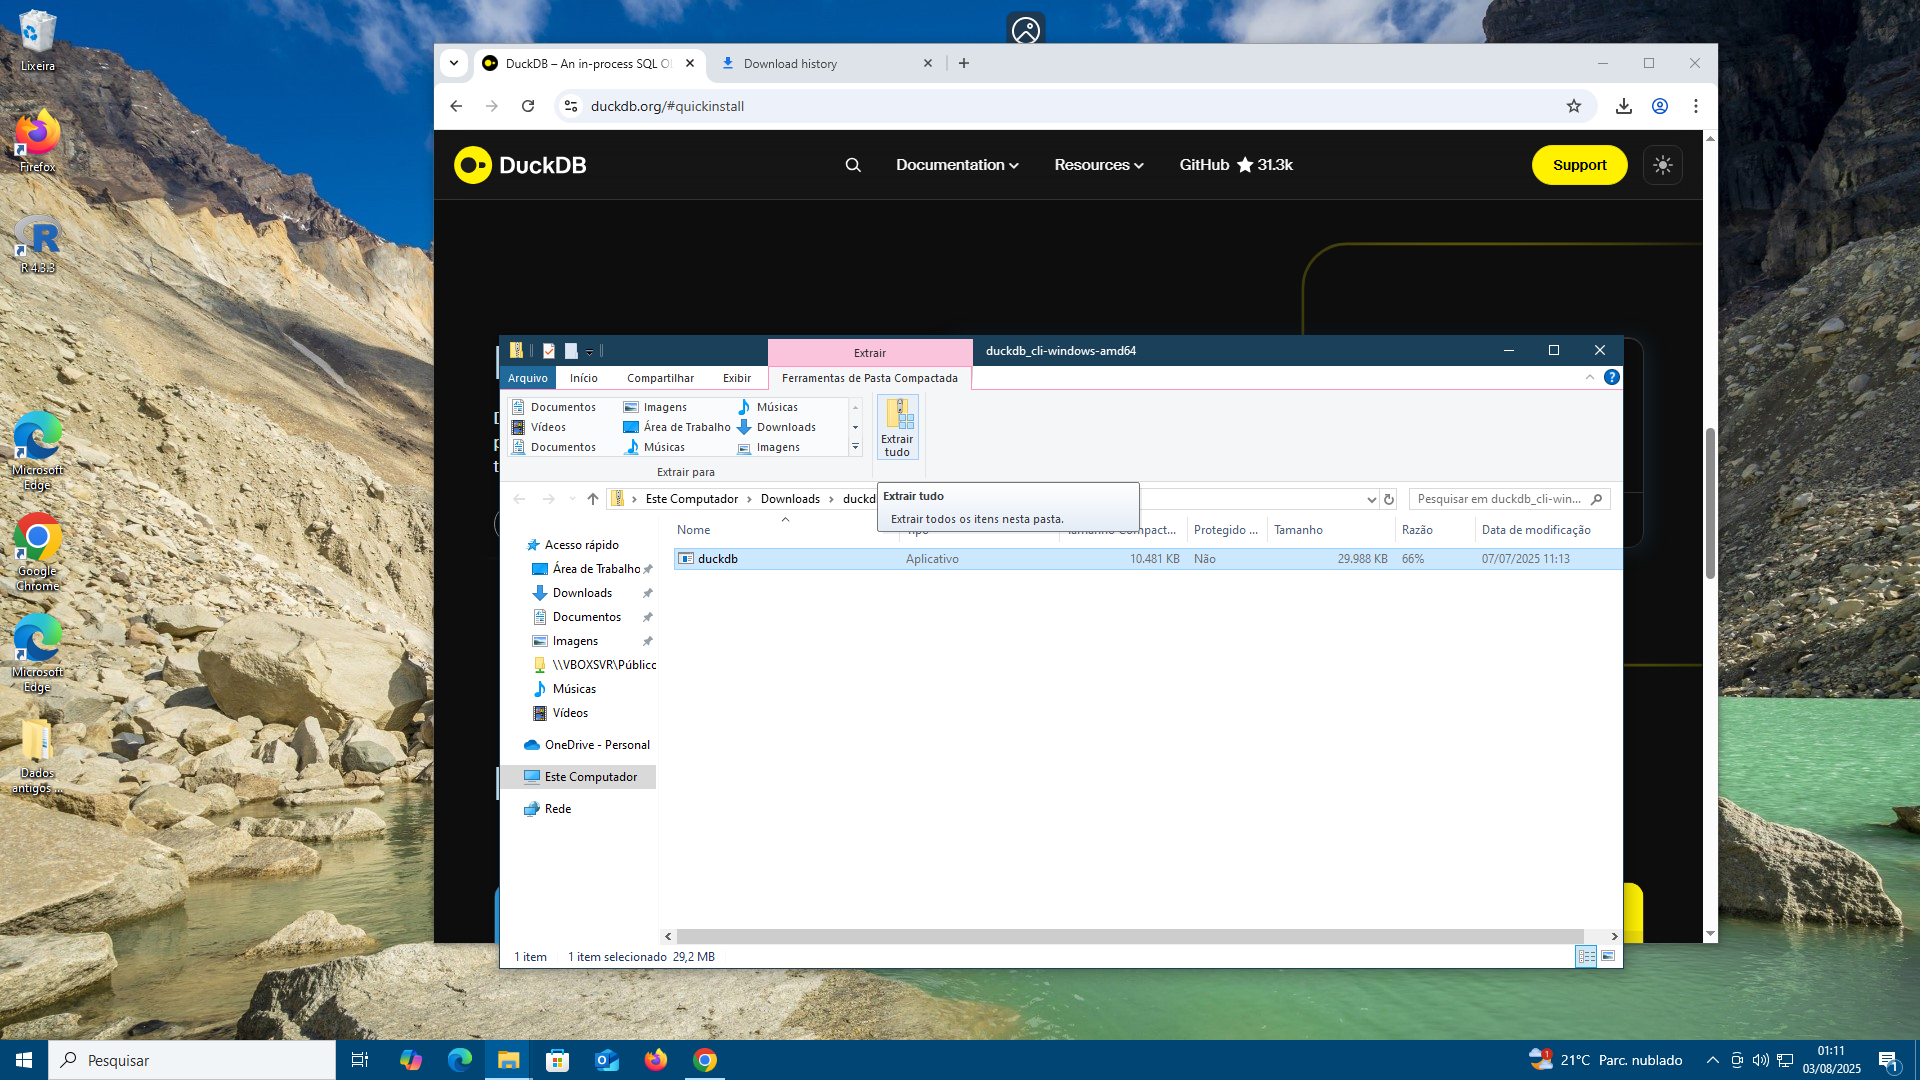 Lixeira
Firefox
R 4.3.3
Microsoft
Edge
Google
Chrome
Microsoft
Edge
Dados
antigos ...
DuckDB – An in-process SQL OL
Download history
duckdb.org/#quickinstall
DuckDB
Documentation
Resources
GitHub
31.3k
Support
Extrair
duckdb_cli-windows-amd64
Arquivo
Início
Compartilhar
Exibir
Ferramentas de Pasta Compactada
Documentos
Imagens
Músicas
Vídeos
Área de Trabalho
Downloads
Documentos
Músicas
Imagens
Extrair para
Extrair
tudo
Este Computador
Downloads
Pesquisar em duckdb_cli-win...
Extrair tudo
Extrair todos os itens nesta pasta.
Nome
Protegido ...
Tamanho
Razão
Data de modificação
duckdb
Aplicativo
10.481 KB
Não
29.988 KB
66%
07/07/2025 11:13
Acesso rápido
Área de Trabalho
Downloads
Documentos
Imagens
\\VBOXSVR\Público
Músicas
Vídeos
OneDrive - Personal
Este Computador
Rede
1 item
1 item selecionado 29,2 MB
Pesquisar
1
21°C Parc. nublado
01:11
03/08/2025
1